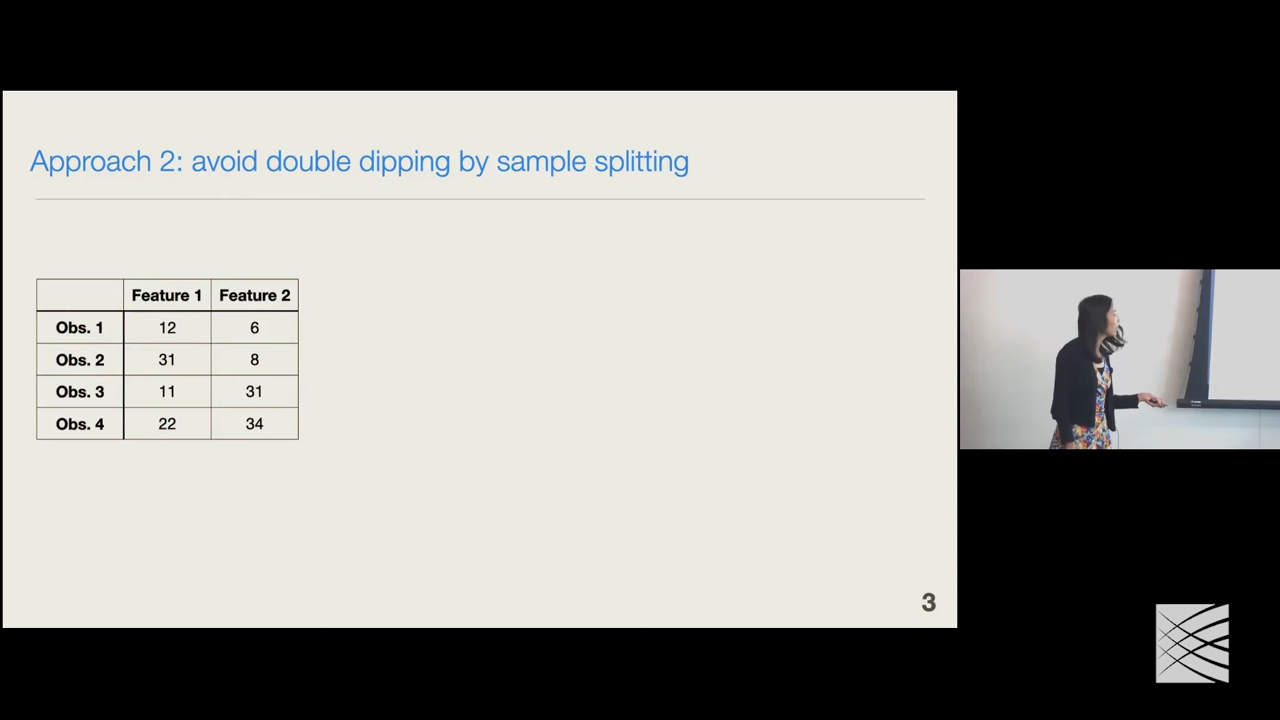 Approach 2: avoid double dipping by sample splitting
Feature 1 Feature 2
Obs. 1 12 6
Obs. 2 31 8
Obs. 3 11 31
Obs. 4 22 34
3